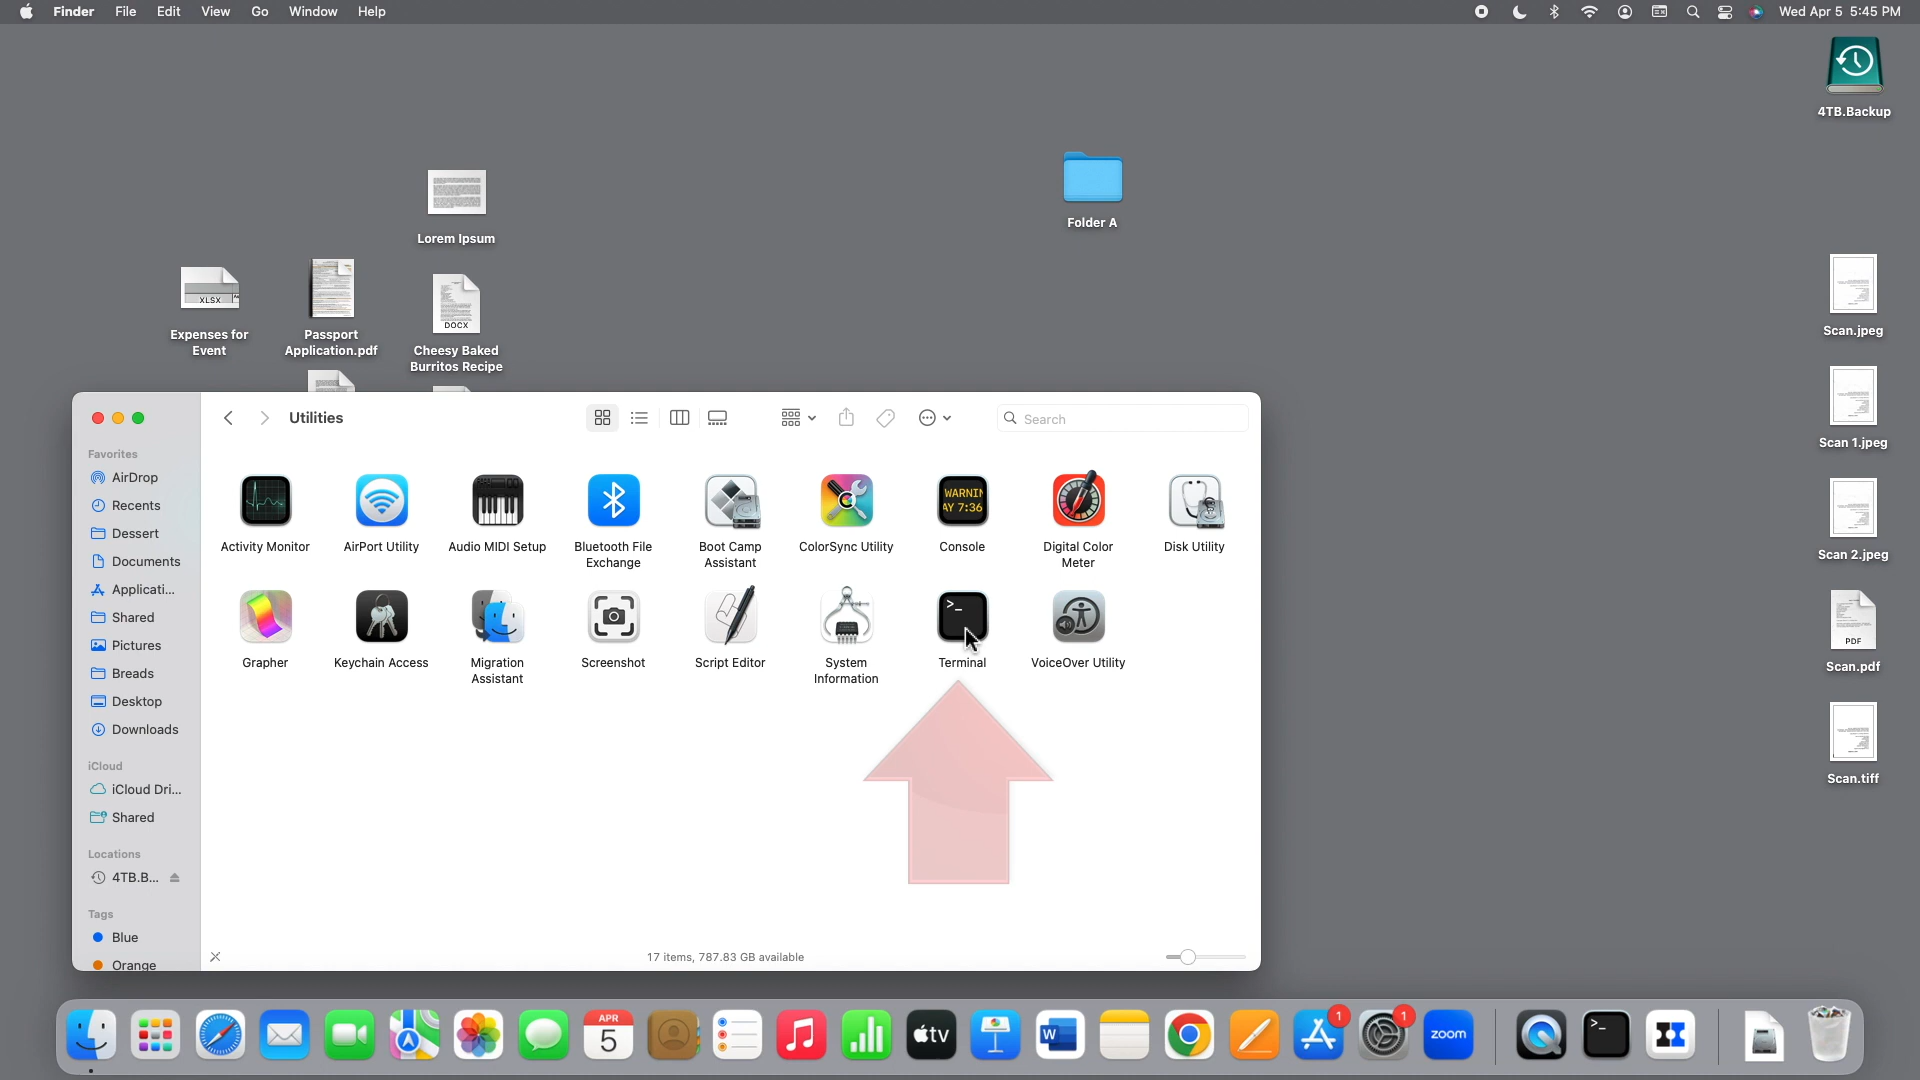 Finder File Edit View Go Window Help
Wed Apr 5 5:45 PM
4TB.Backup
Folder A
Lorem Ipsum
XLSX
Expenses for
Event
Passport
Application.pdf
DOCX
Cheesy Baked
Burritos Recipe
Scan.jpeg
Scan 1.jpeg
Scan 2.jpeg
PDF
Scan.pdf
Scan.tiff
Utilities
Search
Favorites
AirDrop
Recents
Dessert
Documents
Applicati...
Shared
Pictures
Breads
Desktop
Downloads
iCloud
iCloud Dri...
Shared
Locations
4TB.B...
Tags
Blue
Orange
WARNIN
AY 7:36
Activity Monitor
AirPort Utility
Audio MIDI Setup
Bluetooth File
Exchange
Boot Camp
Assistant
ColorSync Utility
Console
Digital Color
Meter
Disk Utility
>_
Grapher
Keychain Access
Migration
Assistant
Screenshot
Script Editor
System
Information
Terminal
VoiceOver Utility
17 items, 787.83 GB available
APR
5
tv
W
1
1
zoom
>_